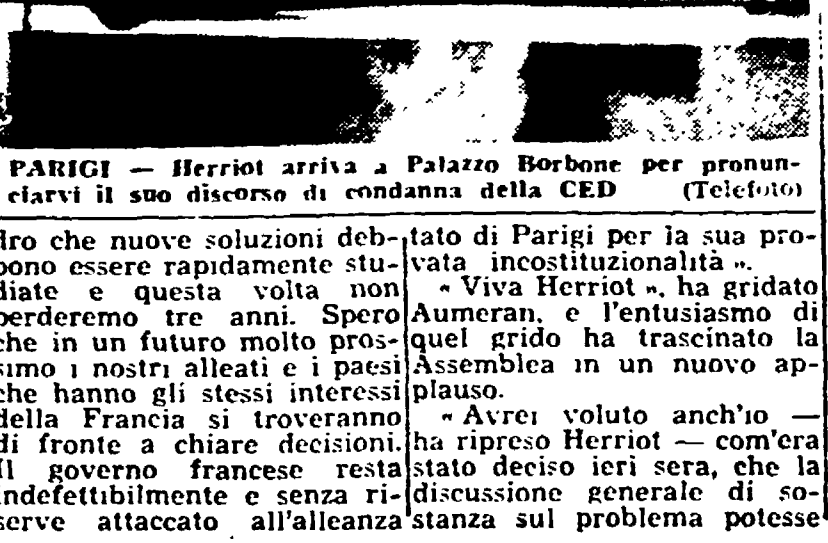 PARIGI — Herriot arriva a Palazzo Borbone per pronun-
ciarvi il suo discorso di condanna della CED (Telefoto)
dro che nuove soluzioni deb-
bono essere rapidamente stu-
diate e questa volta non
perderemo tre anni. Spero
che in un futuro molto pros-
simo i nostri alleati e i paesi
che hanno gli stessi interessi
della Francia si troveranno
di fronte a chiare decisioni.
Il governo francese resta
indefettibilmente e senza ri-
serve attaccato all'alleanza
tato di Parigi per la sua pro-
vata incostituzionalità ».
« Viva Herriot », ha gridato
Aumeran, e l'entusiasmo di
quel grido ha trascinato la
Assemblea in un nuovo ap-
plauso.
« Avrei voluto anch'io —
ha ripreso Herriot — com'era
stato deciso ieri sera, che la
discussione generale di so-
stanza sul problema potesse